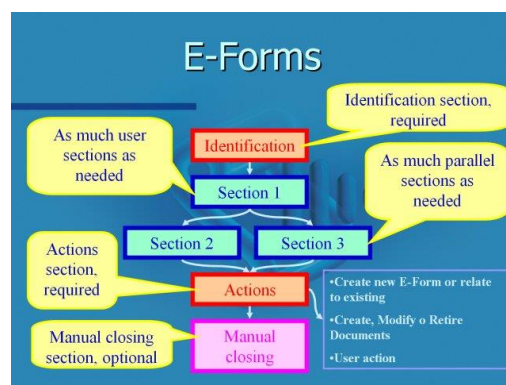 E-Forms
Identification section,
required
As much user
sections as
needed
Identification
As much parallel
sections as
needed
Section 1
Section 2
Section 3
Actions
section,
required
Actions
•Create new E-Form or relate
to existing
•Create, Modify o Retire
Documents
•User action
Manual closing
section, optional
Manual
closing